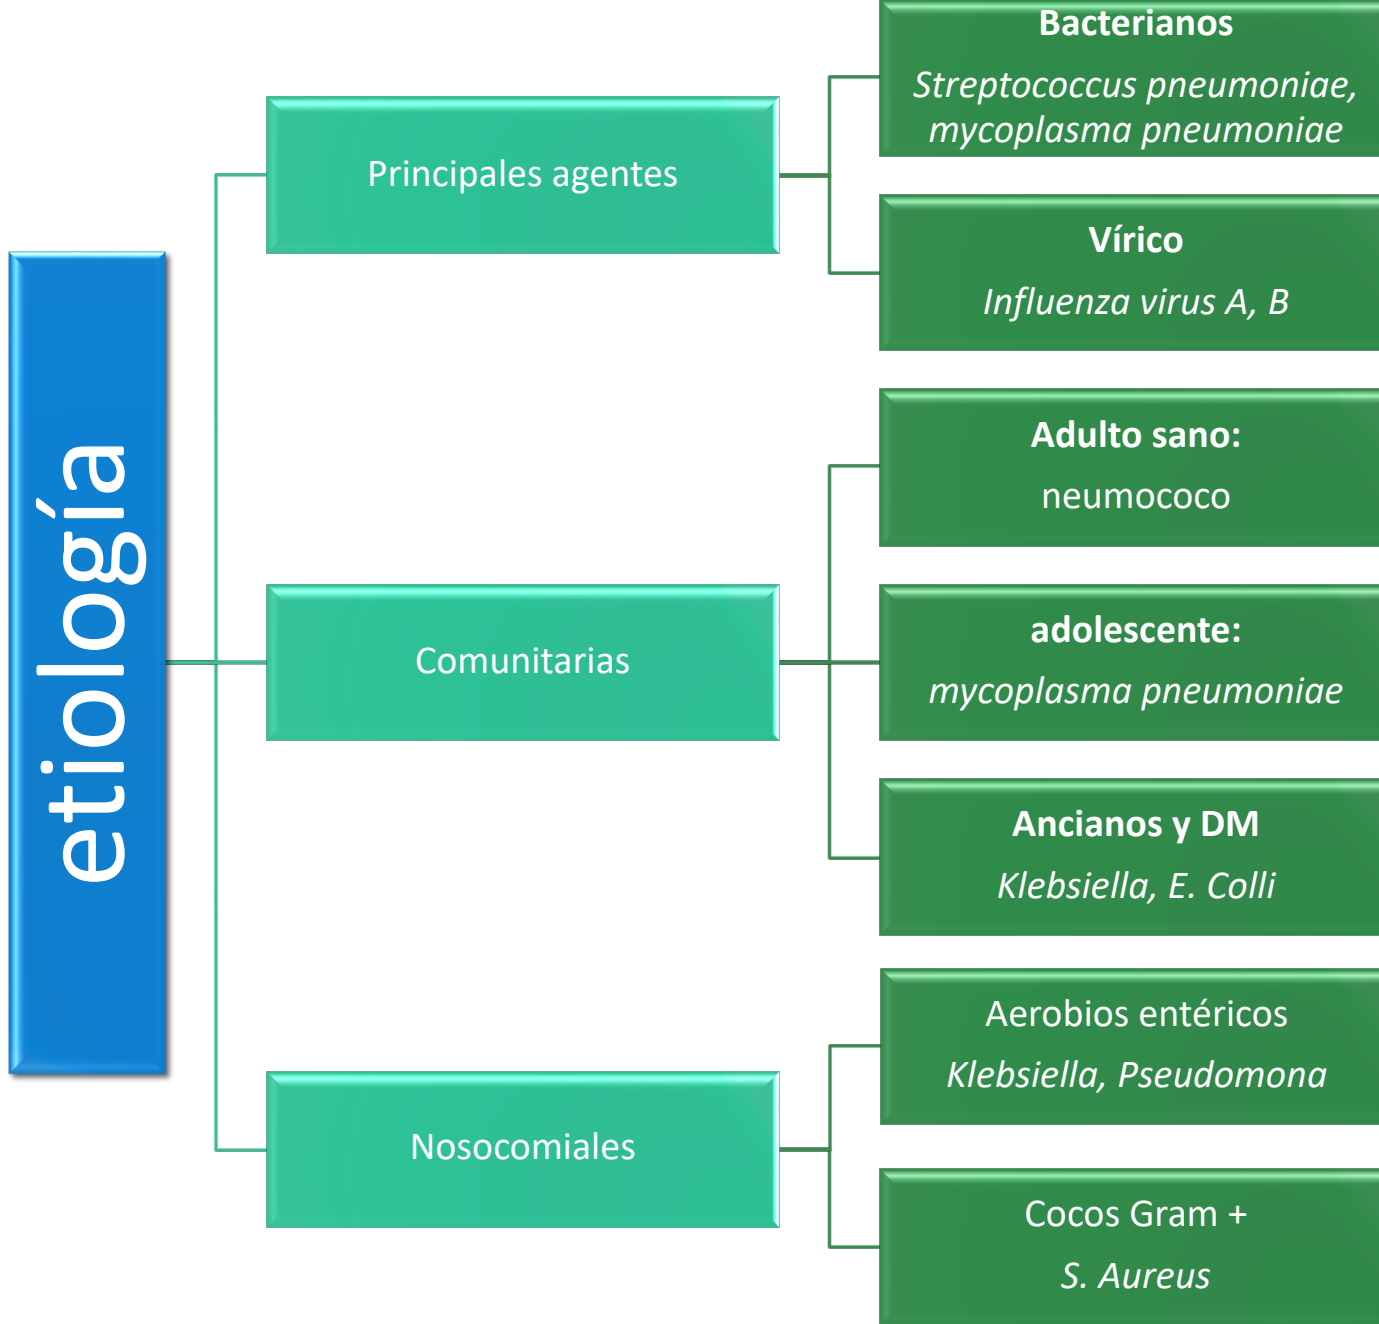 etiología
Principales agentes
Bacterianos
Streptococcus pneumoniae,
mycoplasma pneumoniae
Vírico
Influenza virus A, B
Comunitarias
Adulto sano:
neumococo
adolescente:
mycoplasma pneumoniae
Ancianos y DM
Klebsiella, E. Colli
Nosocomiales
Aerobios entéricos
Klebsiella, Pseudomona
Cocos Gram +
S. Aureus